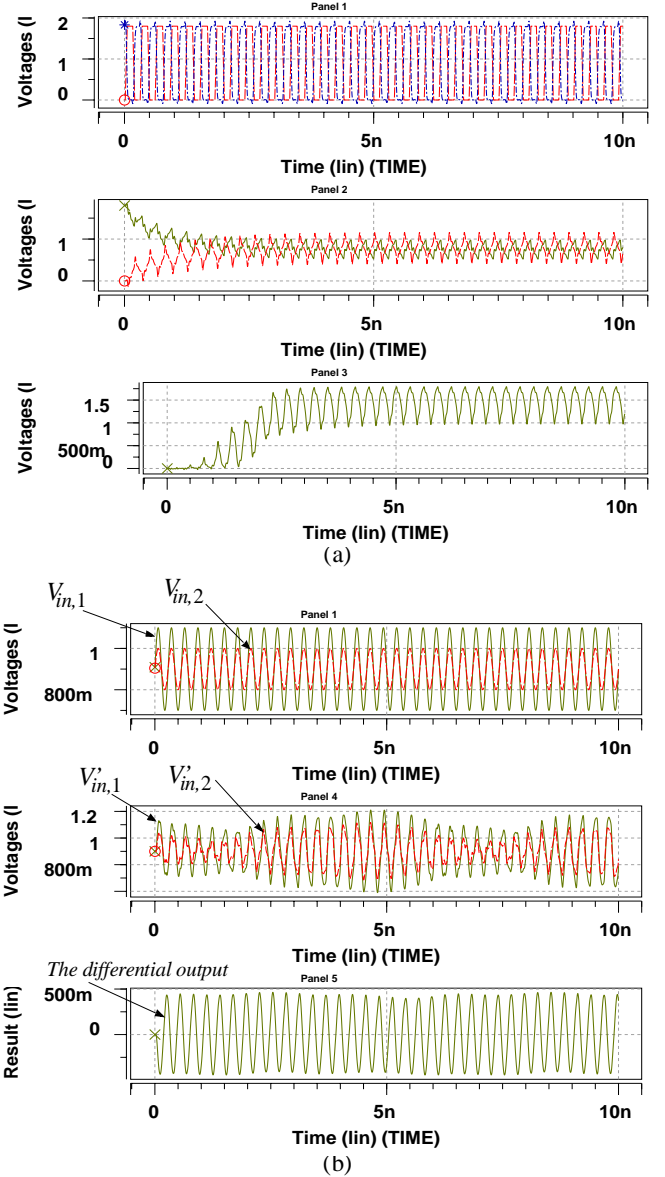 Panel 1
Voltages (l
2
1
0
0
5n
10n
Time (lin) (TIME)
Panel 2
Voltages (l
1
0
0
5n
10n
Time (lin) (TIME)
Panel 3
Voltages (l
1.5
1
500m
0
0
5n
10n
Time (lin) (TIME)
(a)
Vin,1
Vin,2
Panel 1
Voltages (l
1
800m
0
5n
10n
Time (lin) (TIME)
V'in,1
V'in,2
Panel 4
Voltages (l
1.2
1
800m
0
5n
10n
Time (lin) (TIME)
The differential output
Panel 5
Result (lin)
500m
0
0
5n
10n
Time (lin) (TIME)
(b)